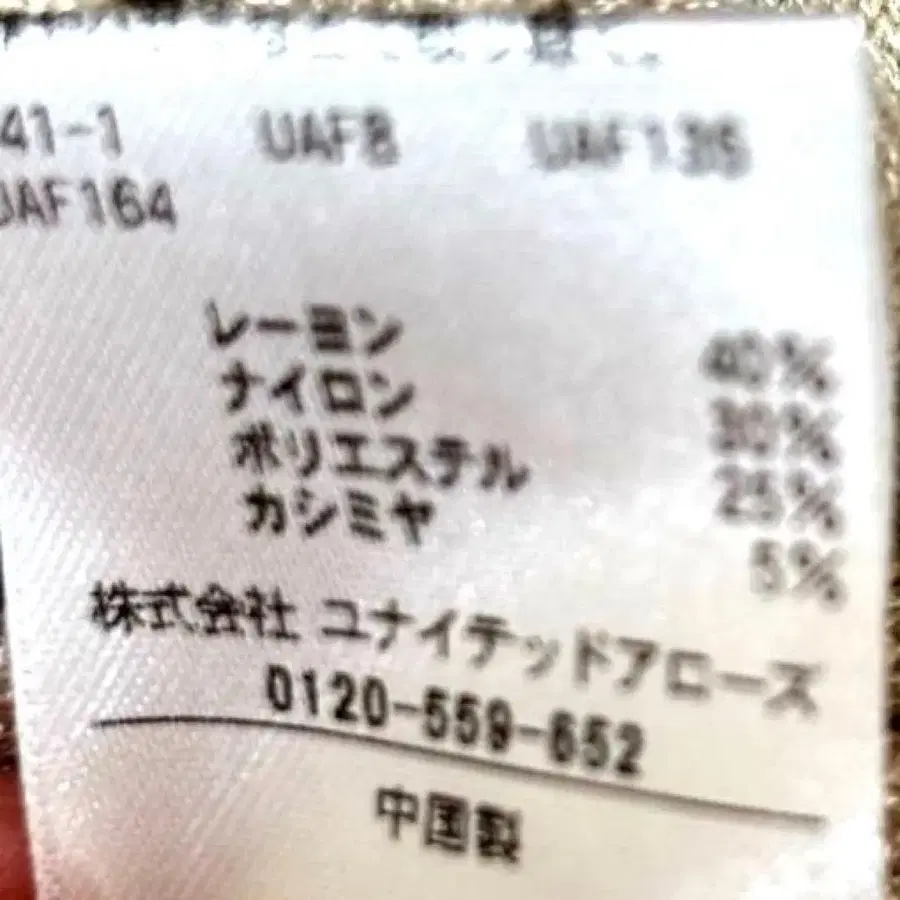 41-1 UAF8 UAF135
UAF164
レーヨン 40%
ナイロン 30%
ポリエステル 25%
カシミヤ 5%
株式会社 ユナイテッドアローズ
0120-559-652
中国製